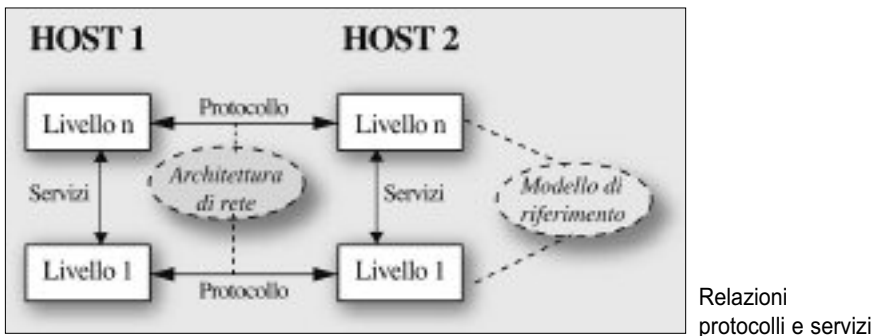 HOST 1
HOST 2
Livello n
Protocollo
Livello n
Servizi
Architettura
di rete
Servizi
Modello di
riferimento
Livello 1
Protocollo
Livello 1
Relazioni
protocolli e servizi